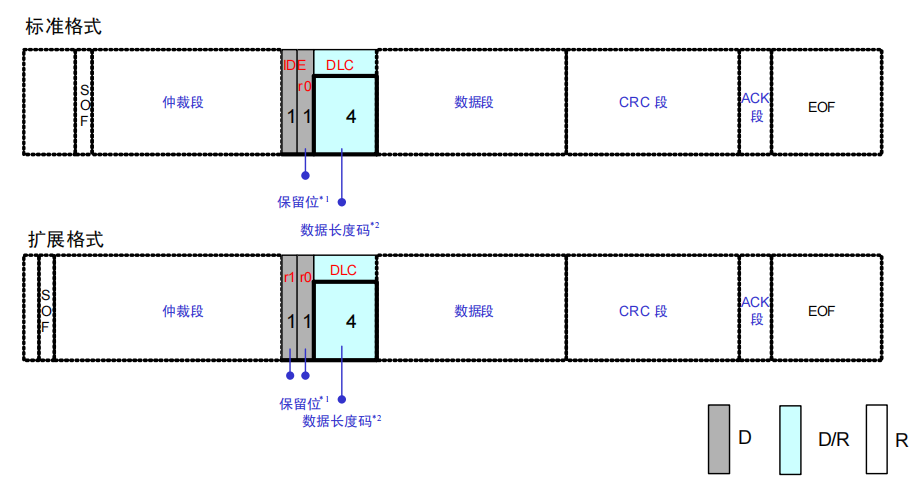 标准格式
SOF
仲裁段
IDE
r0
DLC
1
1
4
数据段
CRC 段
ACK
段
EOF
保留位*1
数据长度码*2
扩展格式
SOF
仲裁段
r1
r0
DLC
1
1
4
数据段
CRC 段
ACK
段
EOF
保留位*1
数据长度码*2
D
D/R
R